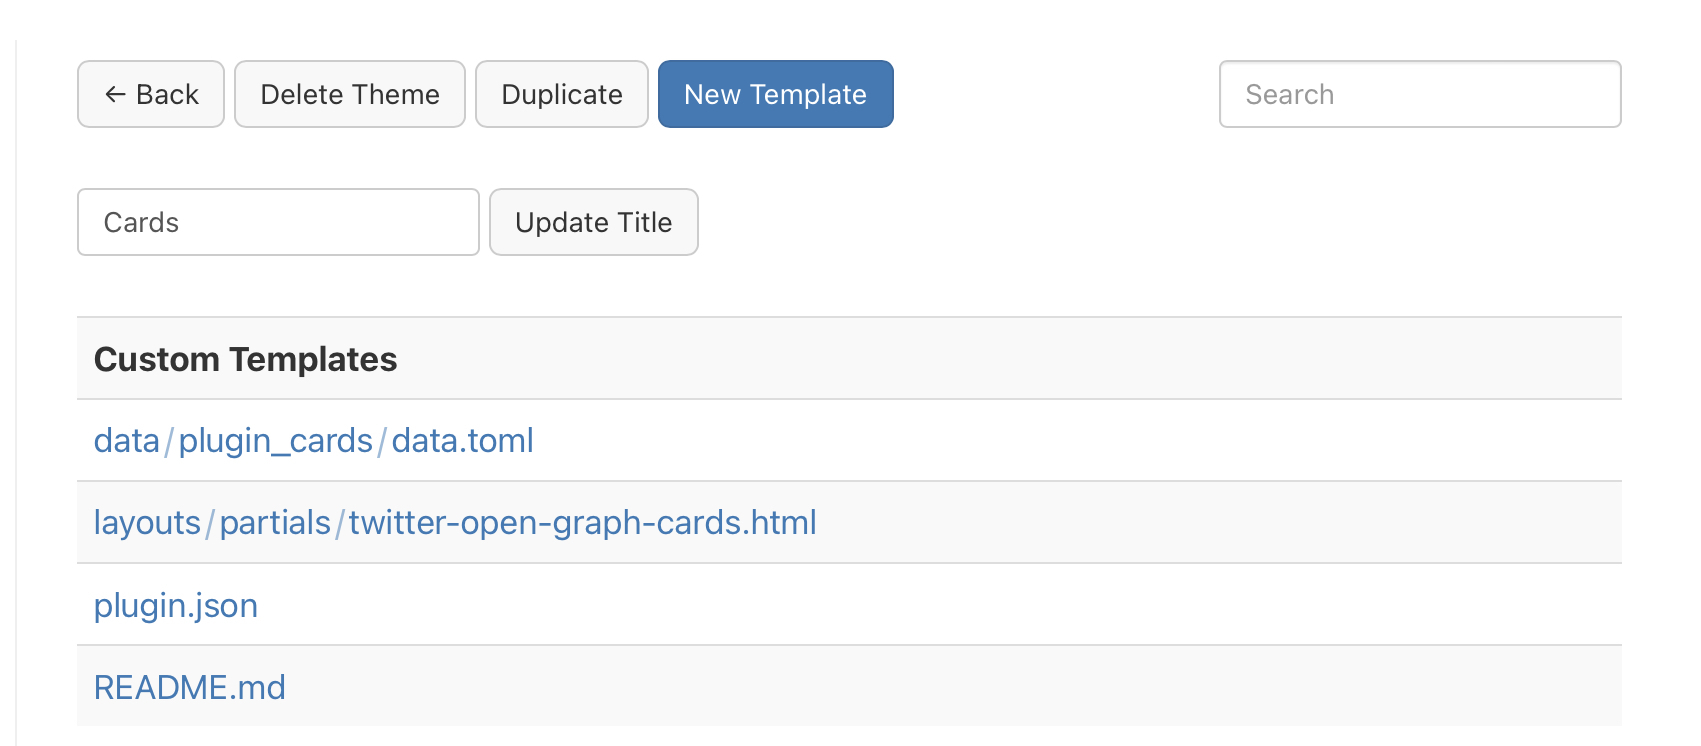 ← Back Delete Theme Duplicate New Template Search
Cards Update Title
Custom Templates
data/plugin_cards/data.toml
layouts/partials/twitter-open-graph-cards.html
plugin.json
README.md